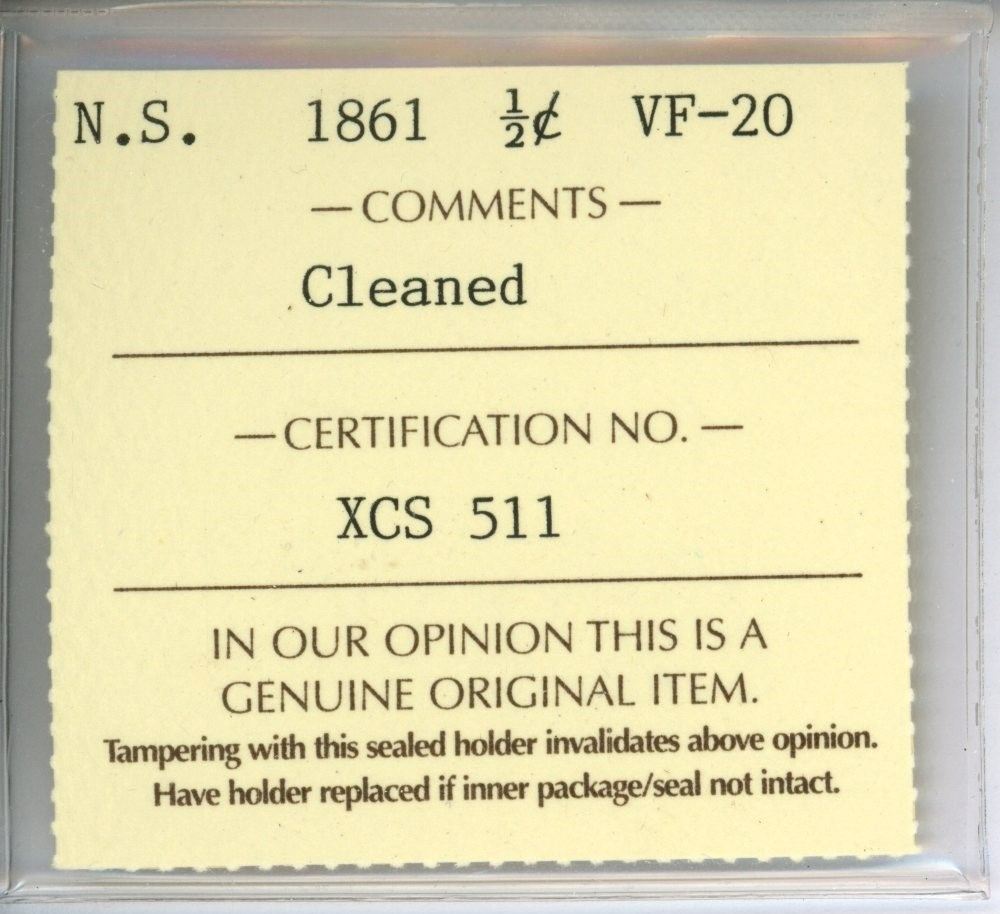 N.S. 1861 ½¢ VF-20
— COMMENTS —
Cleaned
— CERTIFICATION NO. —
XCS 511
IN OUR OPINION THIS IS A
GENUINE ORIGINAL ITEM.
Tampering with this sealed holder invalidates above opinion.
Have holder replaced if inner package/seal not intact.